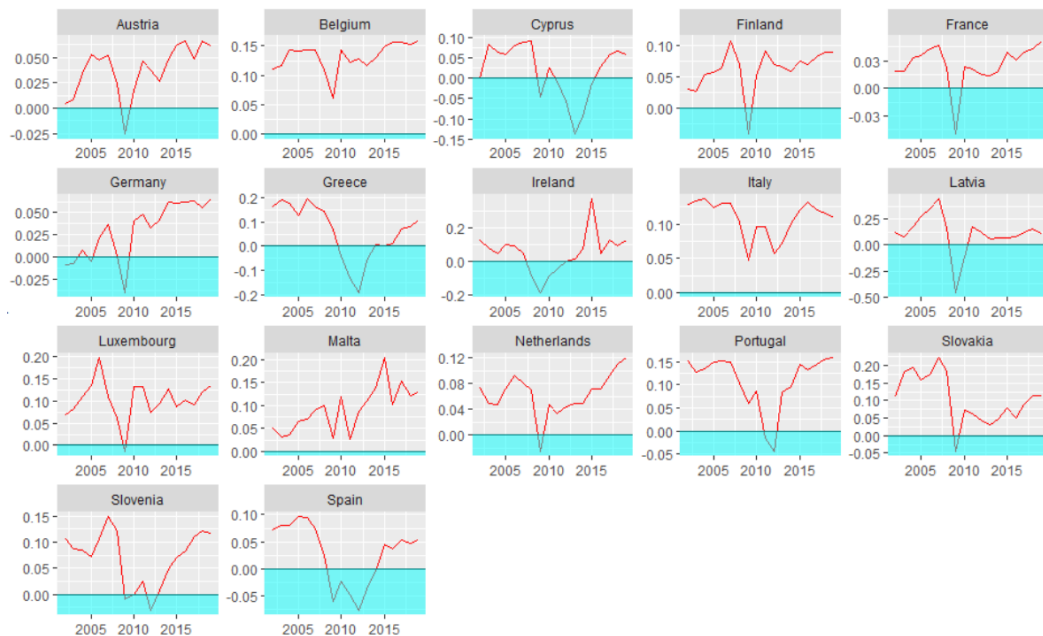 Austria Belgium Cyprus Finland France
0.050 0.15 0.10 0.10 0.03
0.025 0.10 0.05 0.05 0.00
0.000 0.05 0.00 0.00 -0.03
-0.025 0.00 -0.05
-0.10
-0.15
2005 2010 2015 2005 2010 2015 2005 2010 2015 2005 2010 2015 2005 2010 2015
Germany Greece Ireland Italy Latvia
0.050 0.2 0.2 0.10 0.25
0.025 0.1 0.0 0.05 0.00
0.000 0.0 -0.2 0.00 -0.25
-0.025 -0.1 -0.50
-0.2
2005 2010 2015 2005 2010 2015 2005 2010 2015 2005 2010 2015 2005 2010 2015
Luxembourg Malta Netherlands Portugal Slovakia
0.20 0.20 0.12 0.15 0.20
0.15 0.15 0.08 0.10 0.15
0.10 0.10 0.04 0.05 0.10
0.05 0.05 0.00 0.00 0.05
0.00 0.00 -0.05 0.00
-0.05
2005 2010 2015 2005 2010 2015 2005 2010 2015 2005 2010 2015 2005 2010 2015
Slovenia Spain
0.15 0.10
0.10 0.05
0.05 0.00
0.00 -0.05
2005 2010 2015 2005 2010 2015